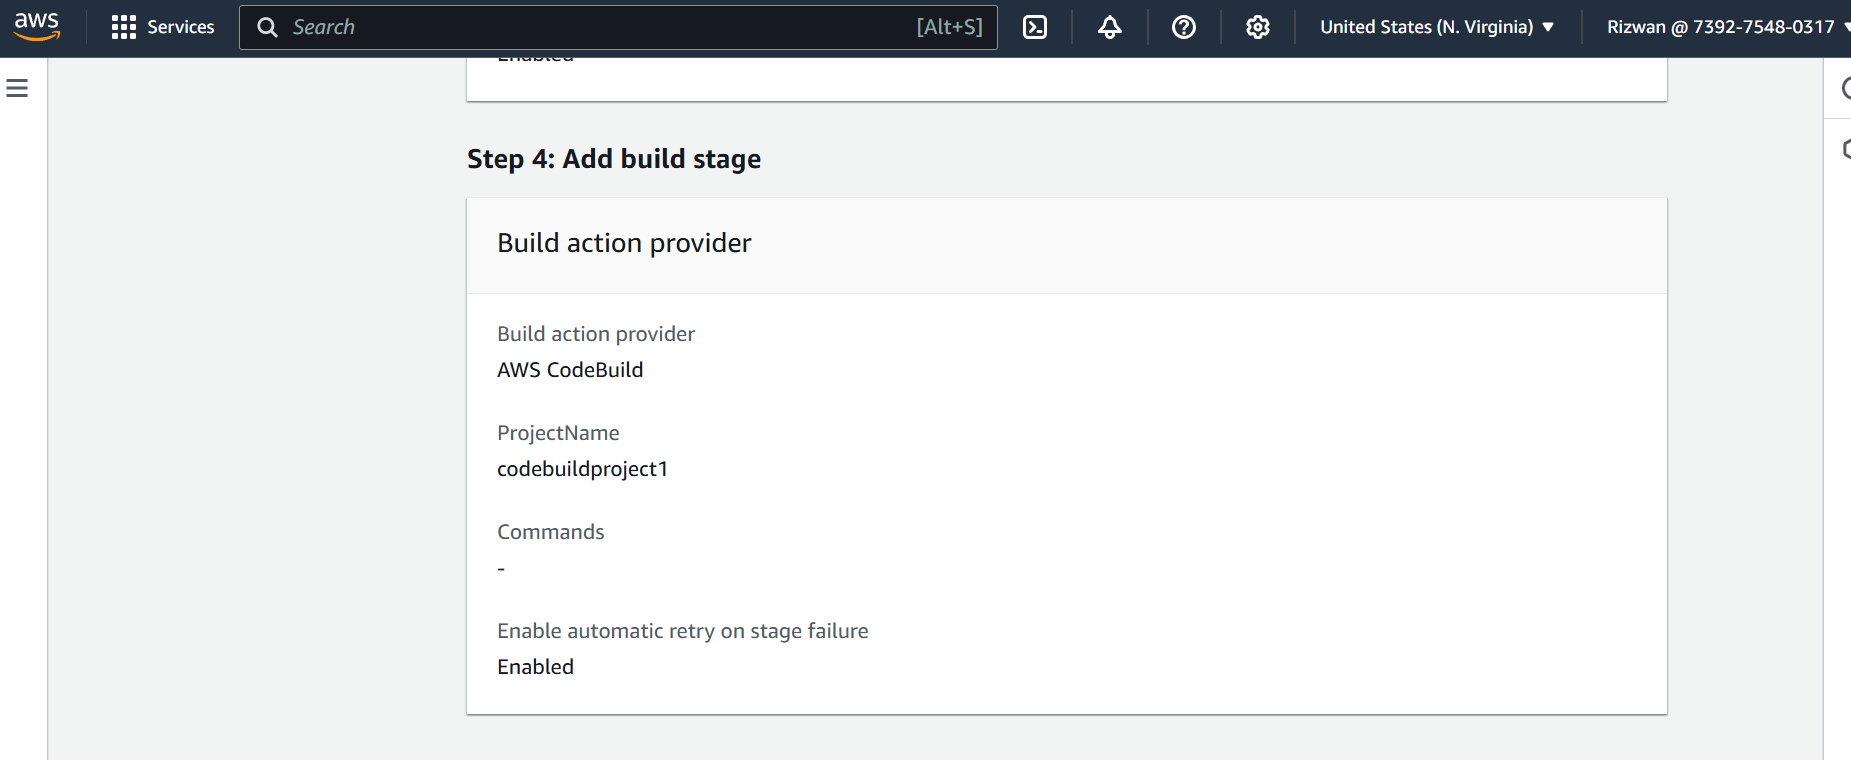 aws
Services
Search
[Alt+S]
United States (N. Virginia)
Rizwan @ 7392-7548-0317
Enabled
Step 4: Add build stage
Build action provider
Build action provider
AWS CodeBuild
ProjectName
codebuildproject1
Commands
-
Enable automatic retry on stage failure
Enabled